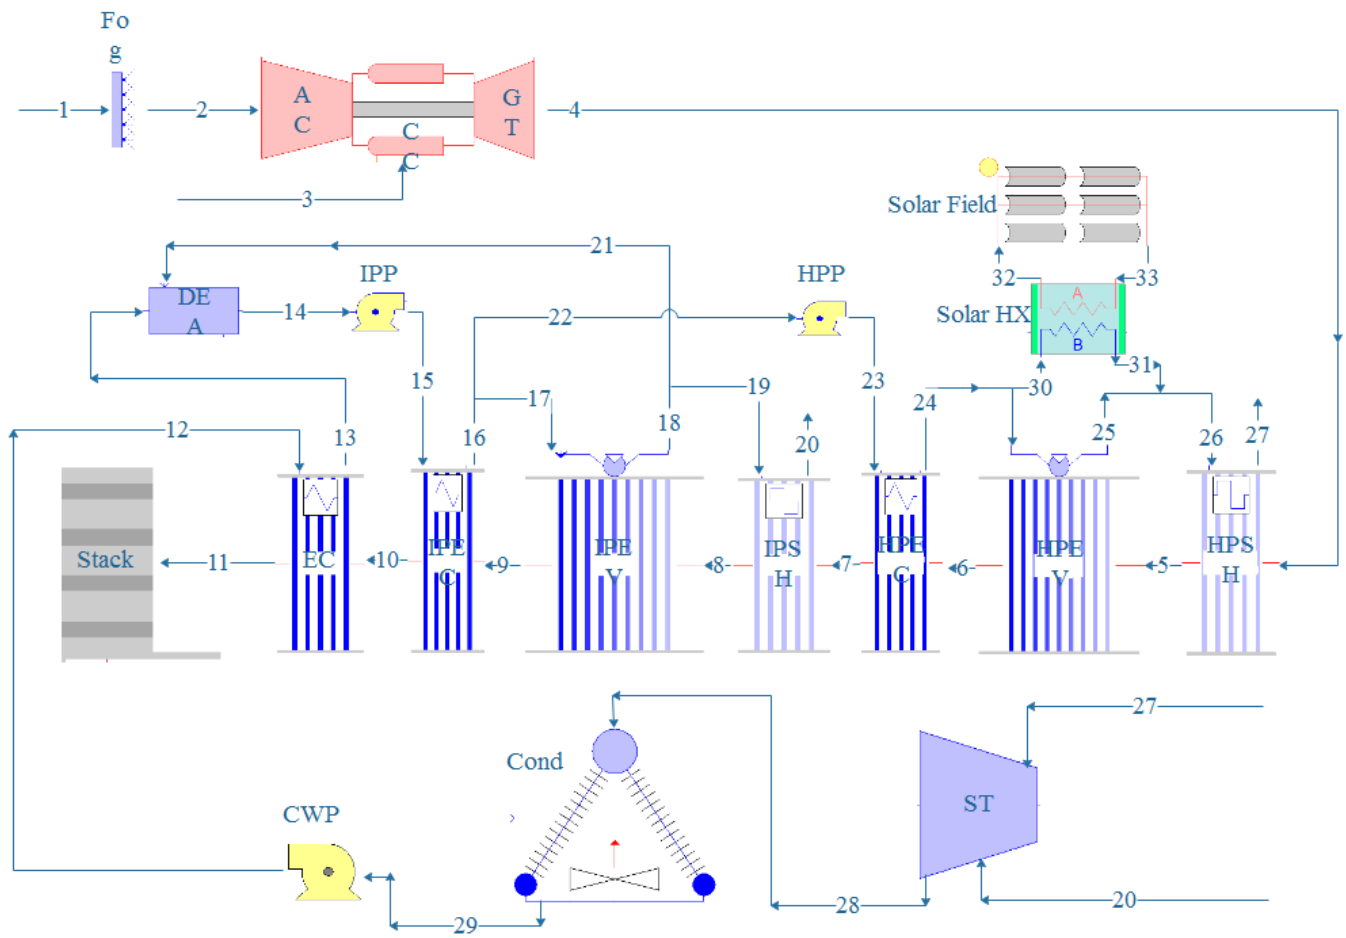 Fo
g
1
2
A
C
C
C
G
T
4
3
Solar Field
21
IPP
HPP
32
33
DE
A
14
22
Solar HX
A
B
15
23
31
17
19
24
30
12
13
16
18
20
25
26
27
Stack
11
EC
10
IPE
C
9
IPE
V
8
IPS
H
7
HPE
C
6
HPE
V
5
HPS
H
27
Cond
ST
CWP
28
20
29